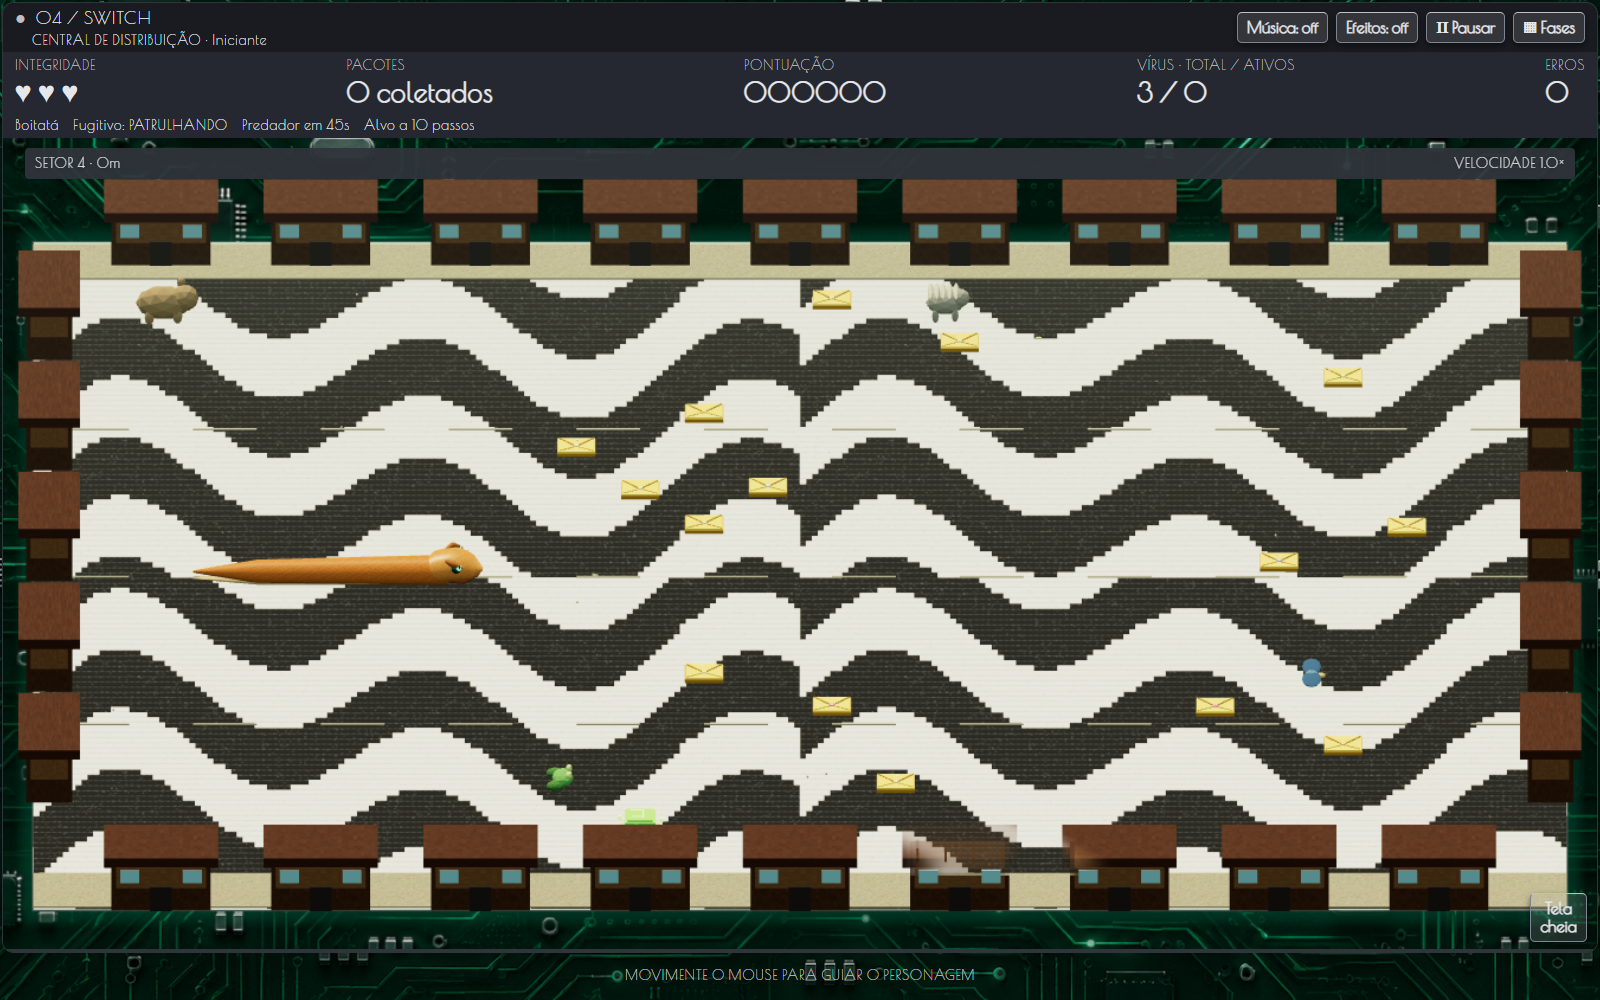 04 / SWITCH
CENTRAL DE DISTRIBUIÇÃO · Iniciante
Música: off
Efeitos: off
Pausar
Fases
INTEGRIDADE
♥ ♥ ♥
PACOTES
0 coletados
PONTUAÇÃO
000000
VÍRUS · TOTAL / ATIVOS
3 / 0
ERROS
0
Boitatá Fugitivo: PATRULHANDO Predador em 45s Alvo a 10 passos
SETOR 4 · 0m
VELOCIDADE 1.0×
Tela
cheia
MOVIMENTE O MOUSE PARA GUIAR O PERSONAGEM